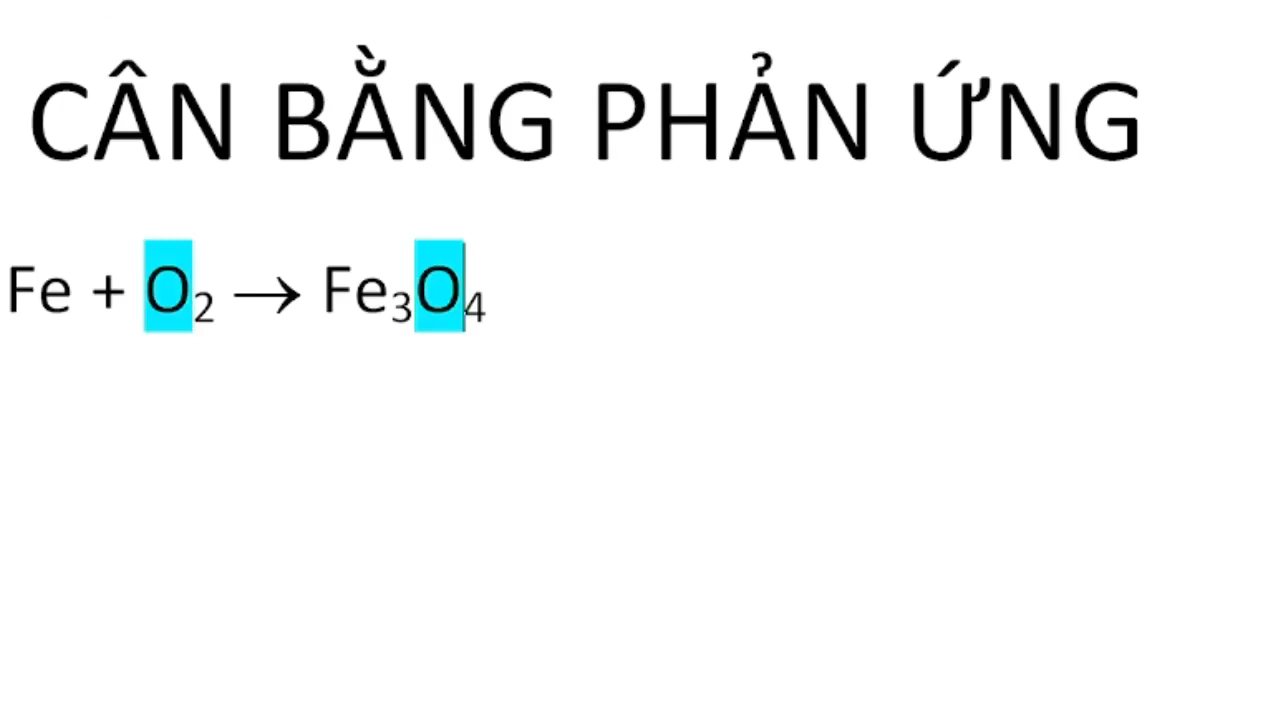 CÂN BẰNG PHẢN ỨNG
Fe + O₂ → Fe₃O₄